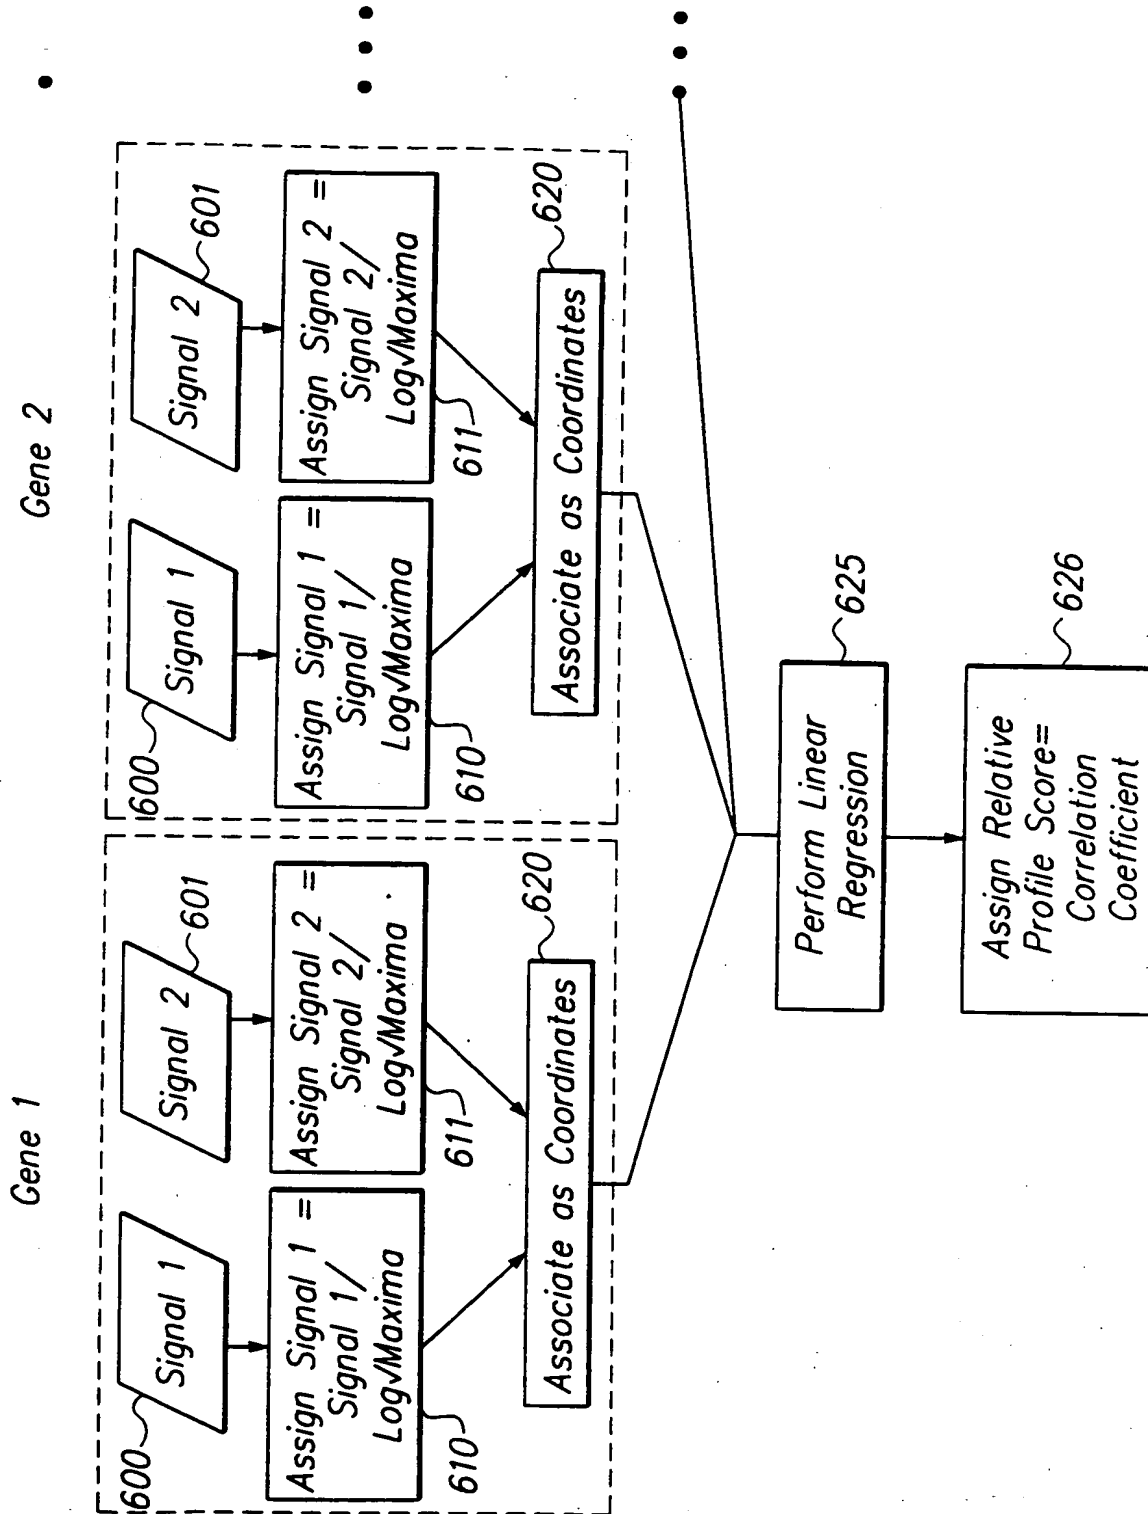 Gene 1
600
Signal 1
Signal 2
601
Assign Signal 1 =
Signal 1/
Log√Maxima
610
Assign Signal 2 =
Signal 2/
Log√Maxima
611
Associate as Coordinates
620
Gene 2
600
Signal 1
Signal 2
601
Assign Signal 1 =
Signal 1/
Log√Maxima
610
Assign Signal 2 =
Signal 2/
Log√Maxima
611
Associate as Coordinates
620
Perform Linear
Regression
625
Assign Relative
Profile Score=
Correlation
Coefficient
626